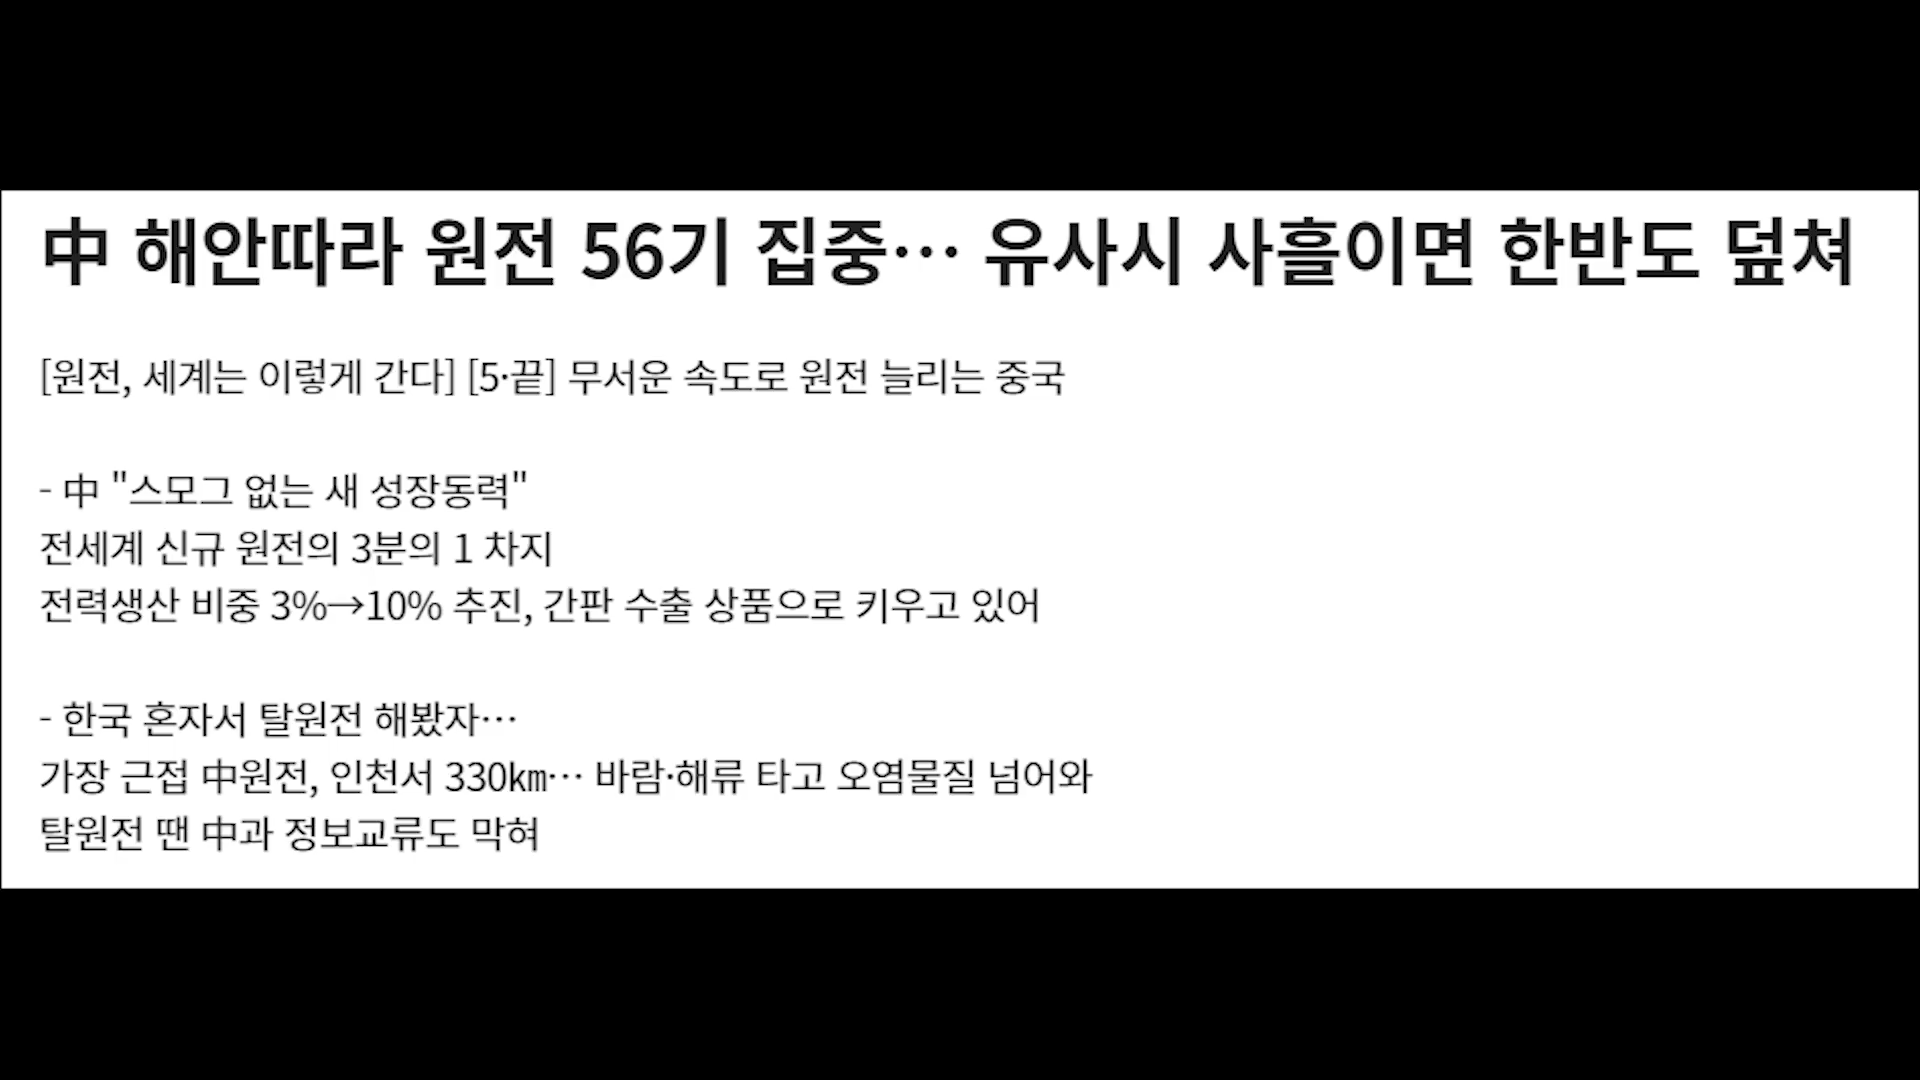 中 해안따라 원전 56기 집중… 유사시 사흘이면 한반도 덮쳐
[원전, 세계는 이렇게 간다] [5·끝] 무서운 속도로 원전 늘리는 중국
- 中 "스모그 없는 새 성장동력"
전세계 신규 원전의 3분의 1 차지
전력생산 비중 3%→10% 추진, 간판 수출 상품으로 키우고 있어
- 한국 혼자서 탈원전 해봤자…
가장 근접 中원전, 인천서 330㎞… 바람·해류 타고 오염물질 넘어와
탈원전 땐 中과 정보교류도 막혀